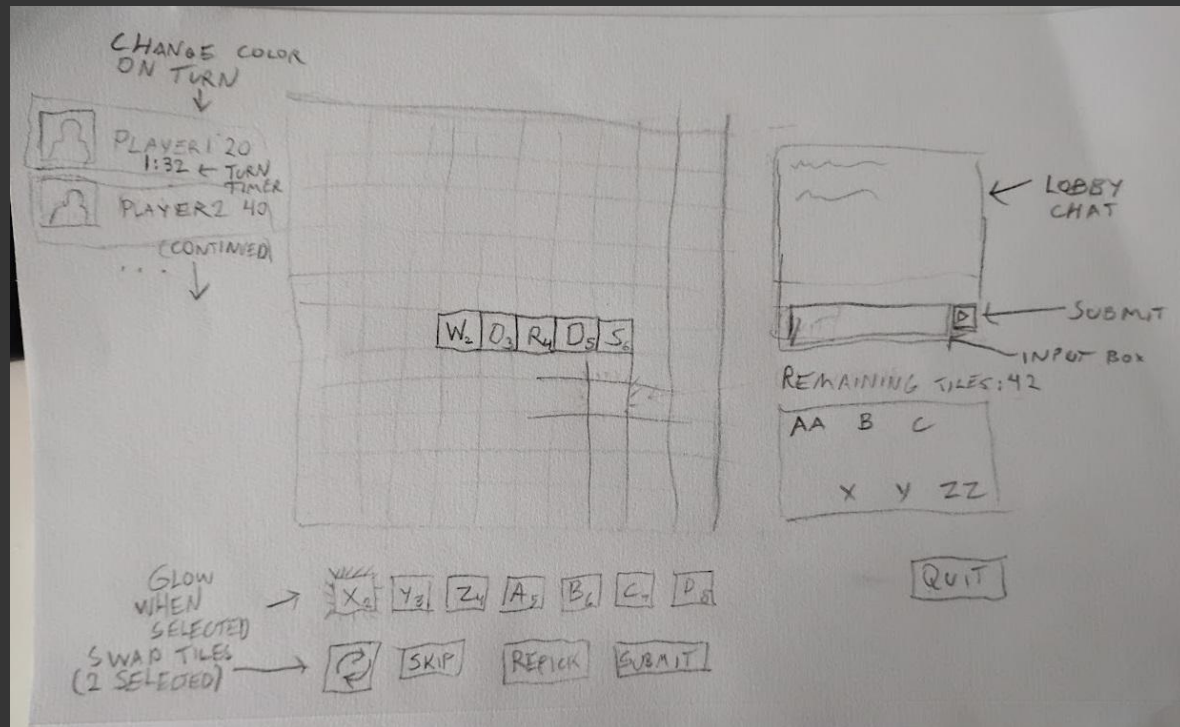 CHANGE COLOR
ON TURN
PLAYER1 20
1:32 ← TURN
TIMER
PLAYER2 40
(CONTINUED)
...
W2 O3 R4 D5 S6
LOBBY
CHAT
SUBMIT
INPUT BOX
REMAINING TILES: 42
AA B C
X Y ZZ
GLOW
WHEN
SELECTED
X2 Y3 Z4 A5 B6 C7 D8
QUIT
SWAP TILES
(2 SELECTED)
SKIP REPICK SUBMIT